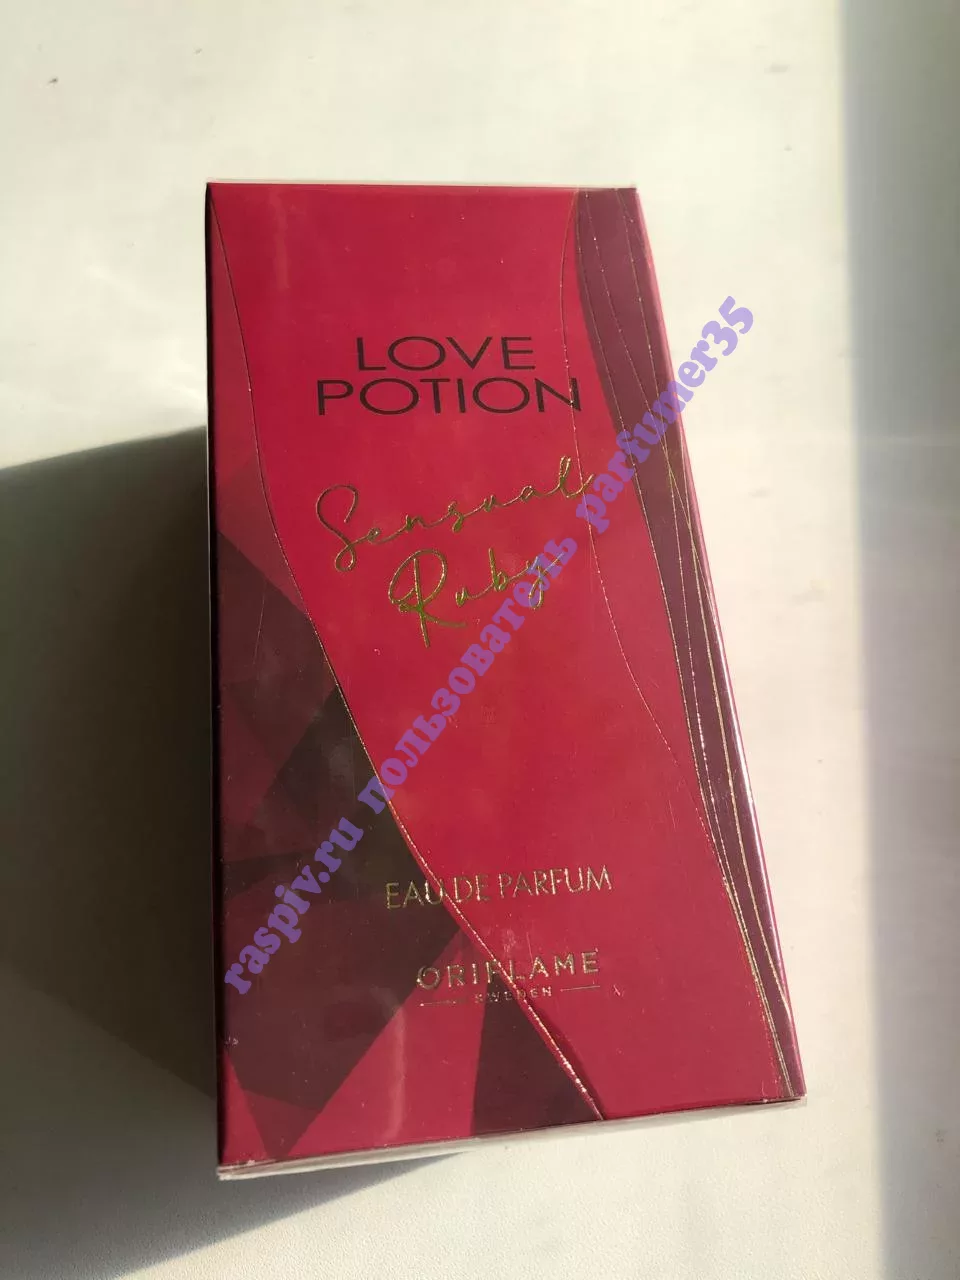 LOVE
POTION
Sensual
Ruby
EAU DE PARFUM
ORIFLAME
SWEDEN
raspiv.ru пользователь parfumer35